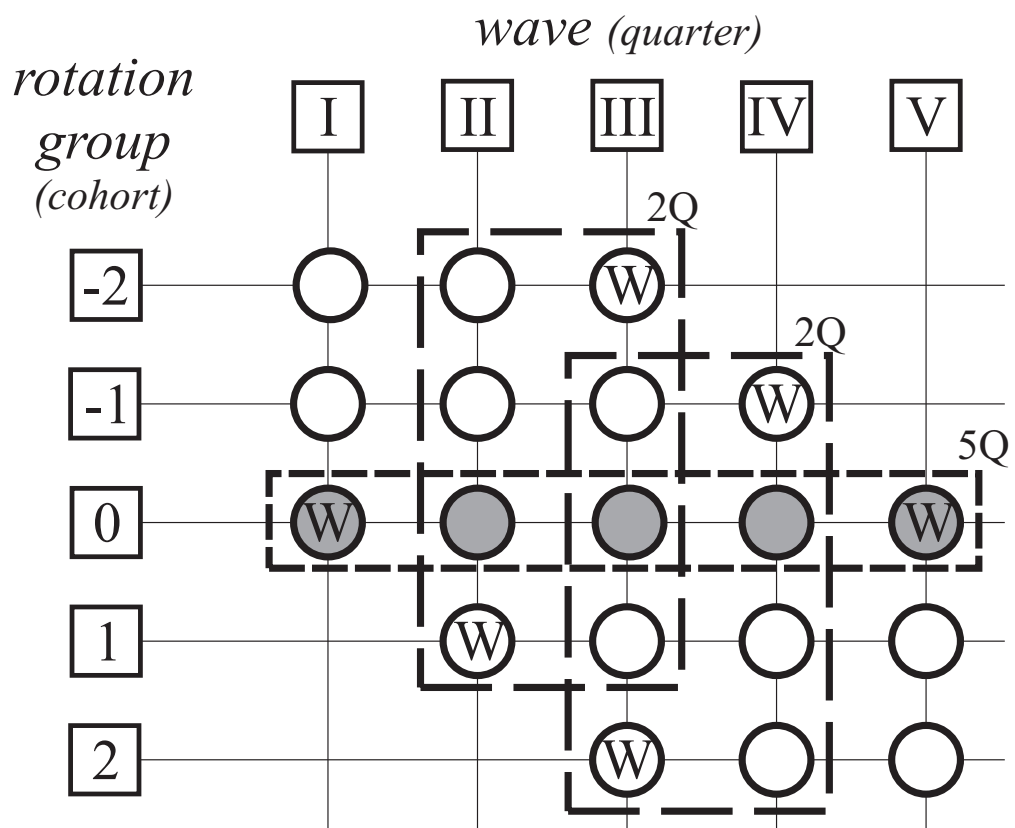 wave (quarter)
rotation
group
(cohort)
I II III IV V
2Q
-2 W
2Q
-1 W
5Q
0 W W
1 W
2 W